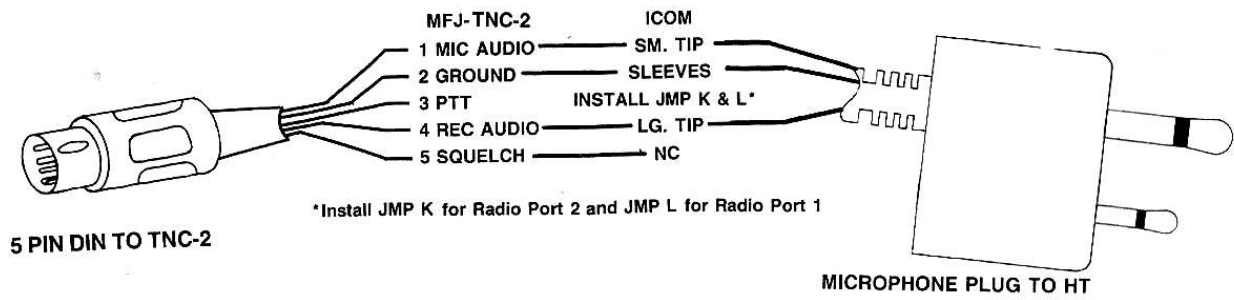 MFJ-TNC-2 ICOM
1 MIC AUDIO SM. TIP
2 GROUND SLEEVES
3 PTT INSTALL JMP K & L*
4 REC AUDIO LG. TIP
5 SQUELCH NC
*Install JMP K for Radio Port 2 and JMP L for Radio Port 1
5 PIN DIN TO TNC-2
MICROPHONE PLUG TO HT